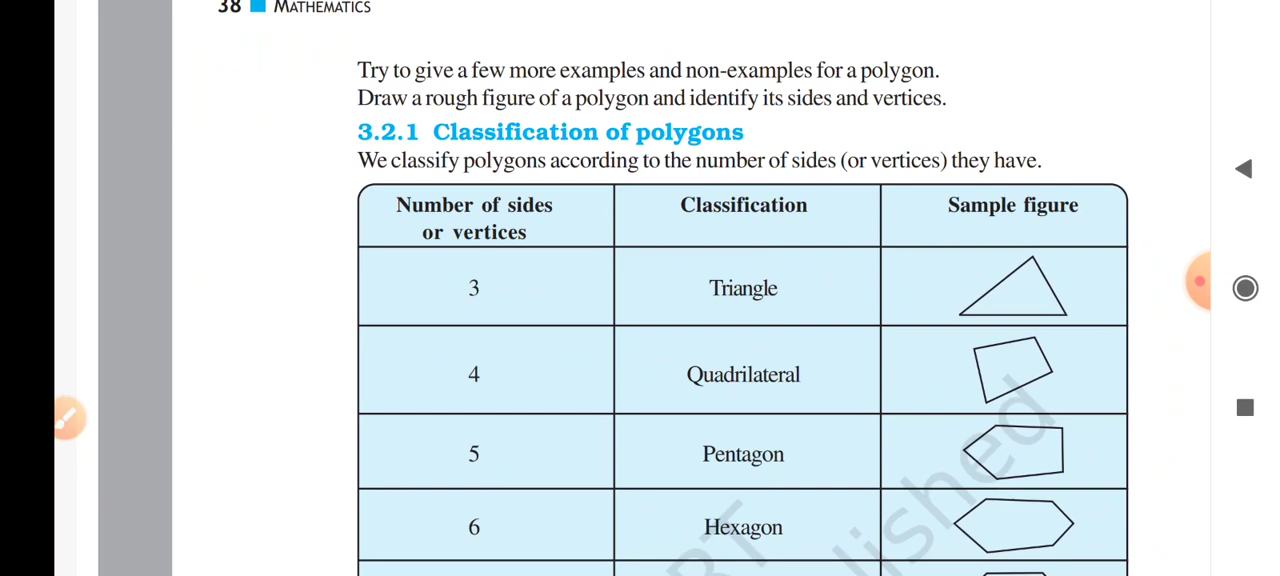 38 MATHEMATICS
Try to give a few more examples and non-examples for a polygon.
Draw a rough figure of a polygon and identify its sides and vertices.
3.2.1 Classification of polygons
We classify polygons according to the number of sides (or vertices) they have.
Number of sides or vertices Classification Sample figure
3 Triangle
4 Quadrilateral
5 Pentagon
6 Hexagon